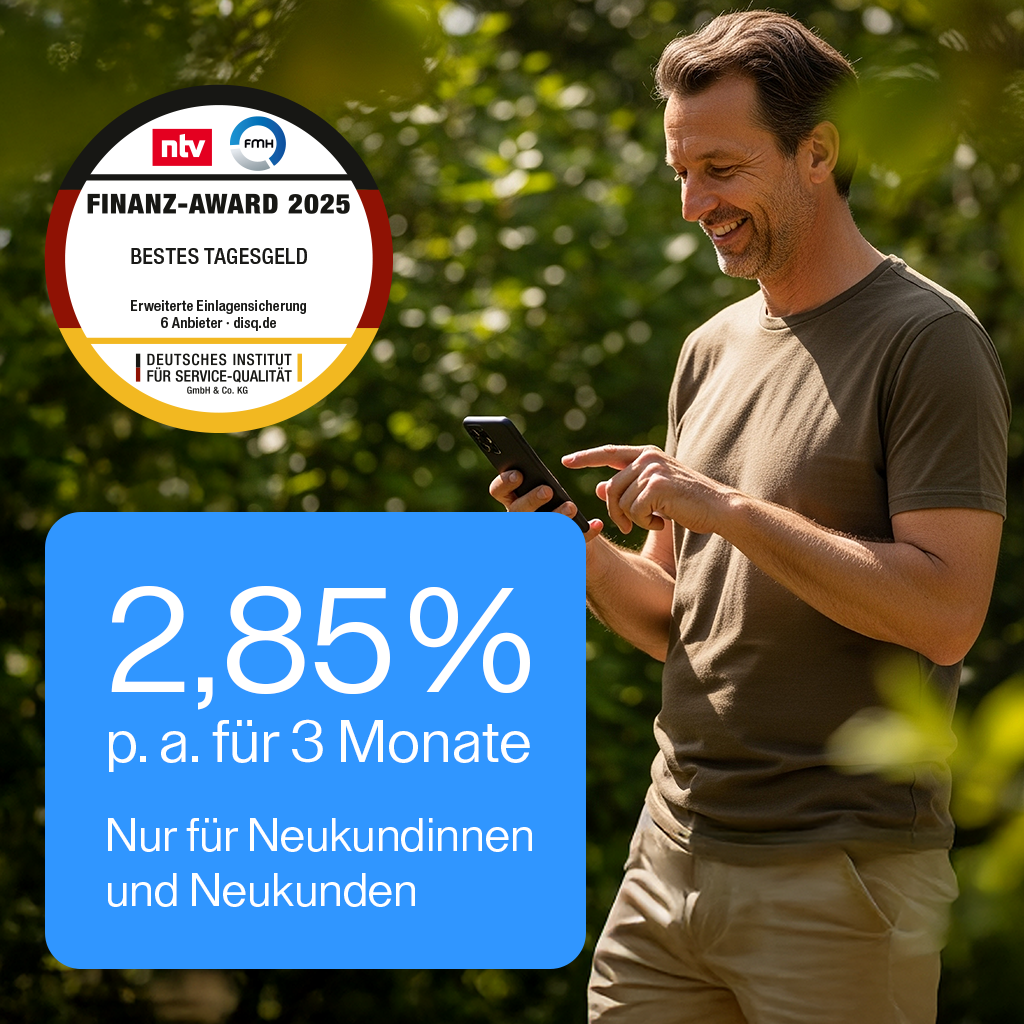 ntv FMH
FINANZ-AWARD 2025
BESTES TAGESGELD
Erweiterte Einlagensicherung
6 Anbieter · disq.de
DEUTSCHES INSTITUT
FÜR SERVICE-QUALITÄT
GmbH & Co. KG
2,85 %
p. a. für 3 Monate
Nur für Neukundinnen
und Neukunden